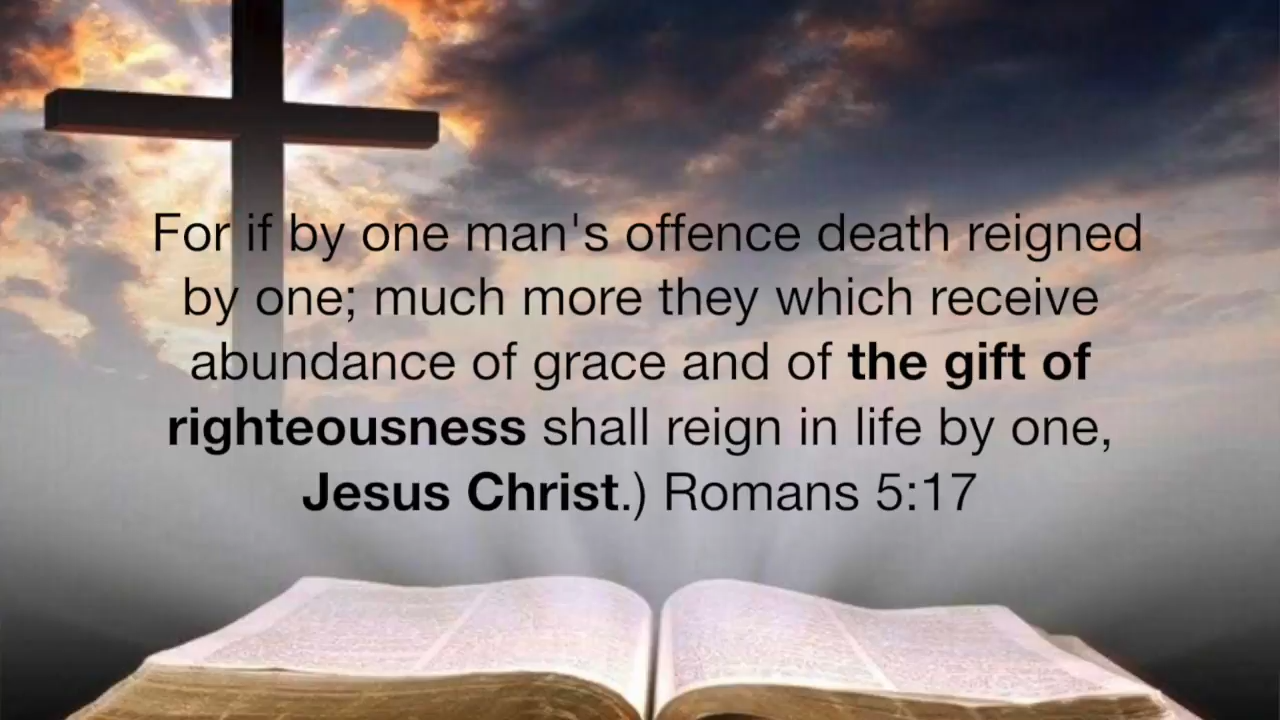 For if by one man's offence death reigned
by one; much more they which receive
abundance of grace and of the gift of
righteousness shall reign in life by one,
Jesus Christ.) Romans 5:17